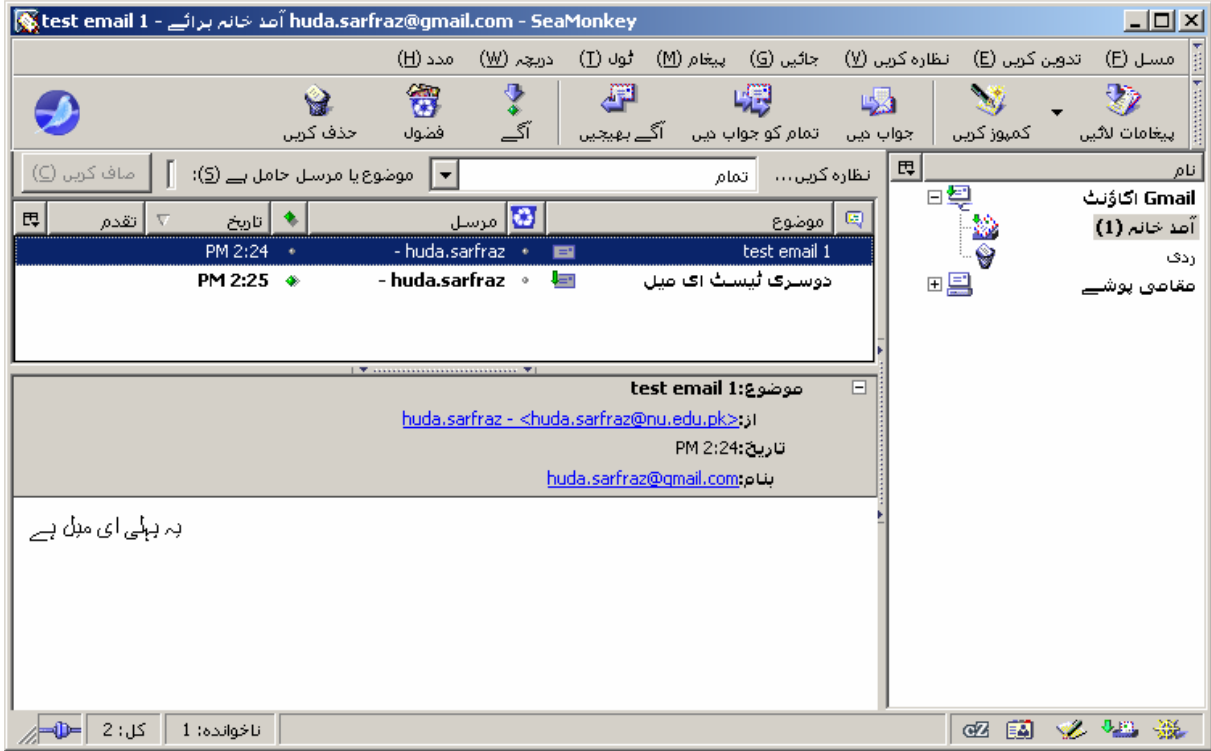 test email 1 - آمد خانہ برائے huda.sarfraz@gmail.com - SeaMonkey
مسل (F) تدوین کریں (E) نظارہ کریں (V) جائیں (G) پیغام (M) ٹول (T) دریچہ (W) مدد (H)
پیغامات لائیں کمپوز کریں جواب دیں تمام کو جواب دیں آگے بھیجیں آگے فضول حذف کریں
نام
Gmail اکاؤنٹ
آمد خانہ (1)
ردی
مقامی پوشے
نظارہ کریں... تمام موضوع یا مرسل حامل ہے (S): صاف کریں (C)
موضوع مرسل تاریخ تقدم
test email 1 huda.sarfraz - 2:24 PM
دوسری ٹیسٹ ای میل huda.sarfraz - 2:25 PM
موضوع:test email 1
از:huda.sarfraz - <huda.sarfraz@nu.edu.pk>
تاریخ:2:24 PM
بنام:huda.sarfraz@gmail.com
یہ پہلی ای میل ہے
ناخواندہ: 1 کل: 2